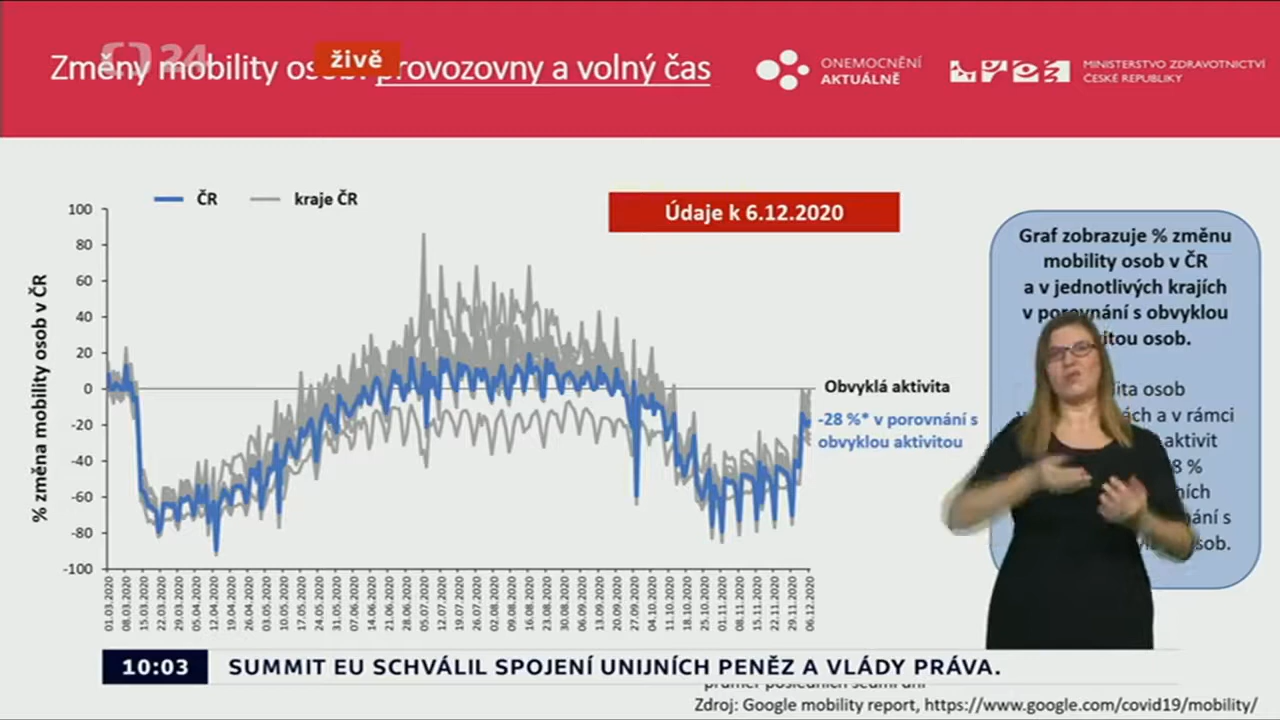 ČT 24
živě
Změny mobility osob: provozovny a volný čas
ONEMOCNĚNÍ
AKTUÁLNĚ
MINISTERSTVO ZDRAVOTNICTVÍ
ČESKÉ REPUBLIKY
ČR
kraje ČR
Údaje k 6.12.2020
% změna mobility osob v ČR
100
80
60
40
20
0
-20
-40
-60
-80
-100
Obvyklá aktivita
-28 %* v porovnání s
obvyklou aktivitou
01.03.2020
08.03.2020
15.03.2020
22.03.2020
29.03.2020
05.04.2020
12.04.2020
19.04.2020
26.04.2020
03.05.2020
10.05.2020
17.05.2020
24.05.2020
31.05.2020
07.06.2020
14.06.2020
21.06.2020
28.06.2020
05.07.2020
12.07.2020
19.07.2020
26.07.2020
02.08.2020
09.08.2020
16.08.2020
23.08.2020
30.08.2020
06.09.2020
13.09.2020
20.09.2020
27.09.2020
04.10.2020
11.10.2020
18.10.2020
25.10.2020
01.11.2020
08.11.2020
15.11.2020
22.11.2020
29.11.2020
06.12.2020
Graf zobrazuje % změnu
mobility osob v ČR
a v jednotlivých krajích
v porovnání s obvyklou
osob.
osob
a v rámci
aktivit
%
s
osob.
10:03 SUMMIT EU SCHVÁLIL SPOJENÍ UNIJNÍCH PENĚZ A VLÁDY PRÁVA.
průměr posledních sedmi dní
Zdroj: Google mobility report, https://www.google.com/covid19/mobility/